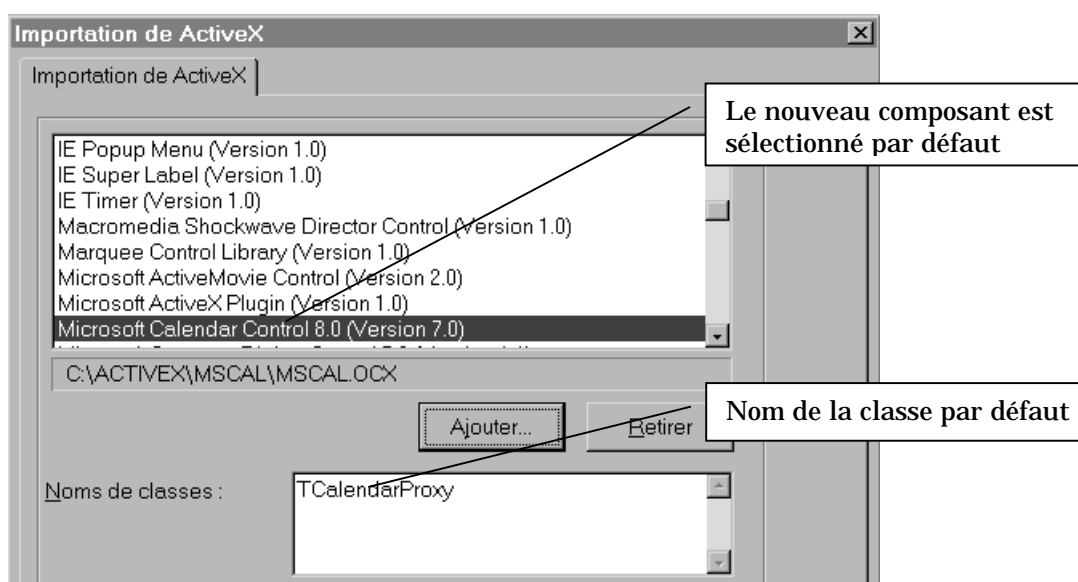 Importation de ActiveX
Importation de ActiveX
Le nouveau composant est
sélectionné par défaut
IE Popup Menu (Version 1.0)
IE Super Label (Version 1.0)
IE Timer (Version 1.0)
Macromedia Shockwave Director Control (Version 1.0)
Marquee Control Library (Version 1.0)
Microsoft ActiveMovie Control (Version 2.0)
Microsoft ActiveX Plugin (Version 1.0)
Microsoft Calendar Control 8.0 (Version 7.0)
C:\ACTIVEX\MSCAL\MSCAL.OCX
Ajouter...
Retirer
Nom de la classe par défaut
Noms de classes :
TCalendarProxy